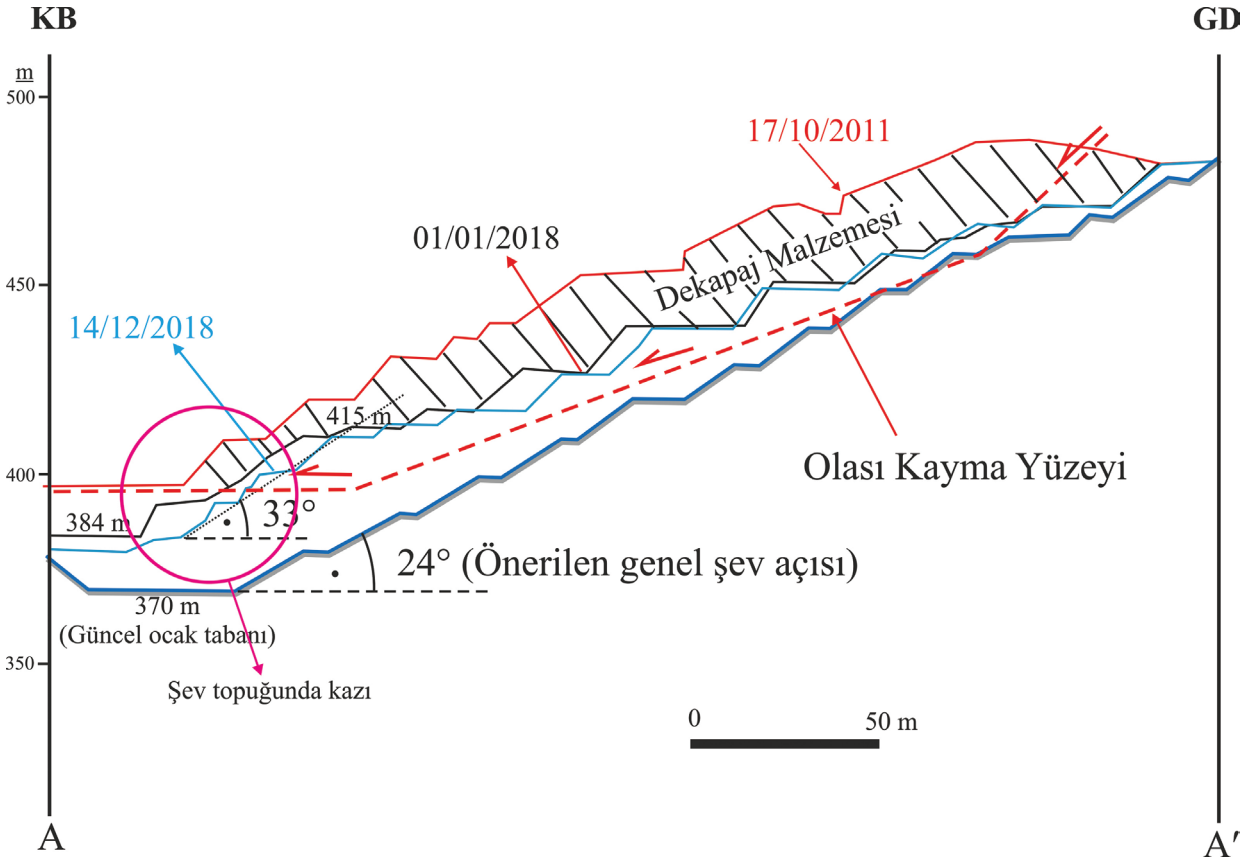 KB
GD
m
500
17/10/2011
01/01/2018
Dekapaj Malzemesi
450
14/12/2018
415 m
Olası Kayma Yüzeyi
400
384 m
33°
24° (Önerilen genel şev açısı)
370 m
(Güncel ocak tabanı)
350
Şev topuğunda kazı
0
50 m
A
A′